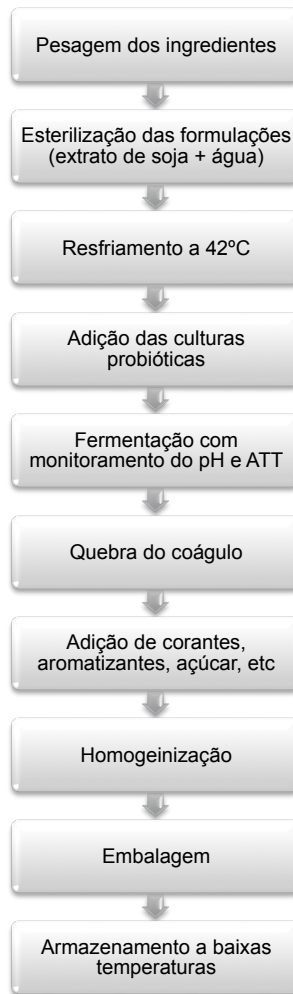 Pesagem dos ingredientes
Esterilização das formulações
(extrato de soja + água)
Resfriamento a 42ºC
Adição das culturas
probióticas
Fermentação com
monitoramento do pH e ATT
Quebra do coágulo
Adição de corantes,
aromatizantes, açúcar, etc
Homogeinização
Embalagem
Armazenamento a baixas
temperaturas